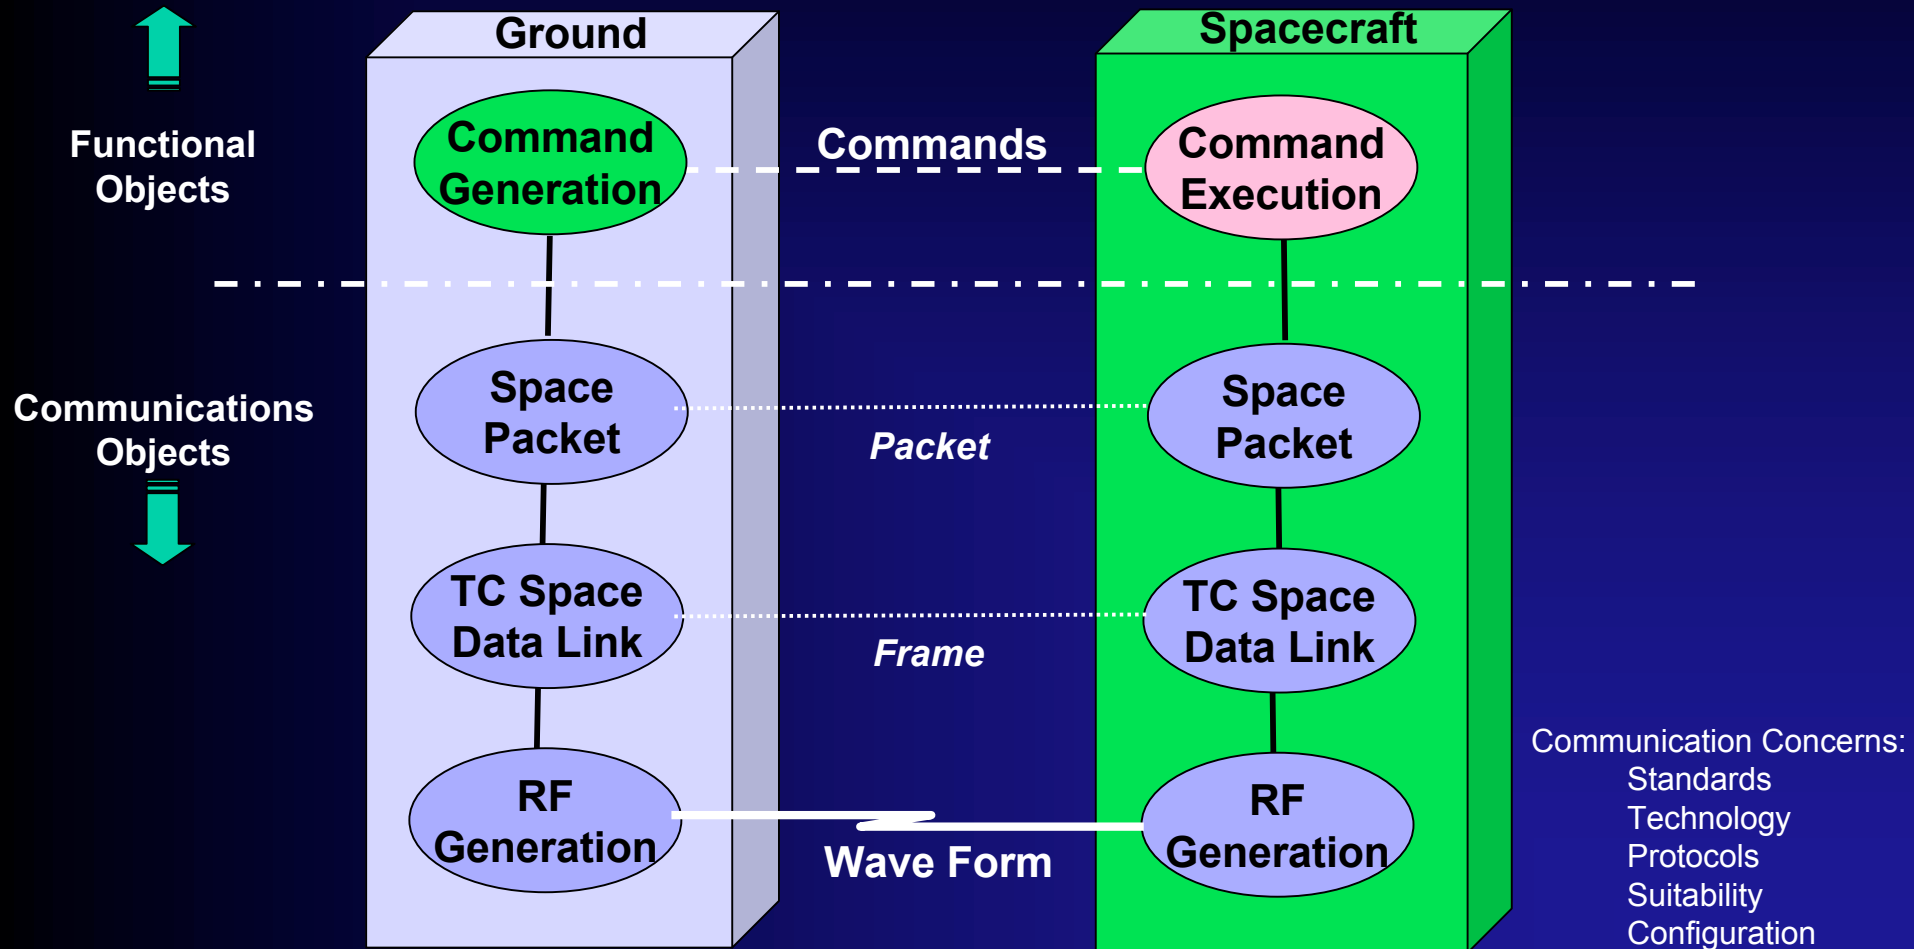 Ground
Spacecraft
Functional
Objects
Command
Generation
Commands
Command
Execution
Communications
Objects
Space
Packet
Packet
Space
Packet
TC Space
Data Link
Frame
TC Space
Data Link
RF
Generation
Wave Form
RF
Generation
Communication Concerns:
Standards
Technology
Protocols
Suitability
Configuration